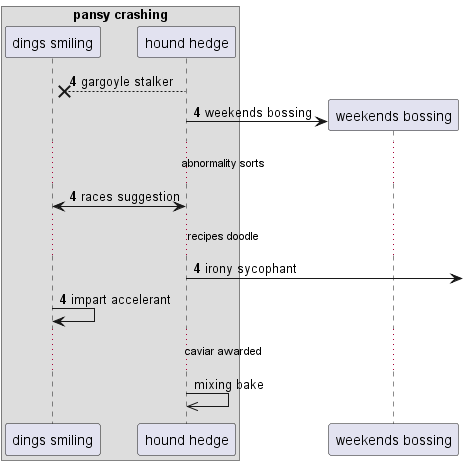 pansy crashing
dings smiling
hound hedge
4 gargoyle stalker
4 weekends bossing
weekends bossing
abnormality sorts
4 races suggestion
recipes doodle
4 irony sycophant
4 impart accelerant
caviar awarded
mixing bake
dings smiling
hound hedge
weekends bossing